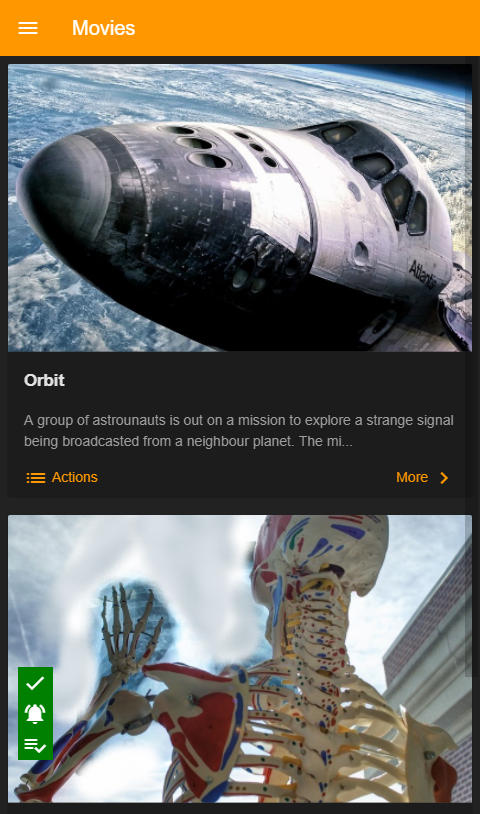 Movies
Atlantis
Orbit
A group of astrounauts is out on a mission to explore a strange signal
being broadcasted from a neighbour planet. The mi...
Actions
More